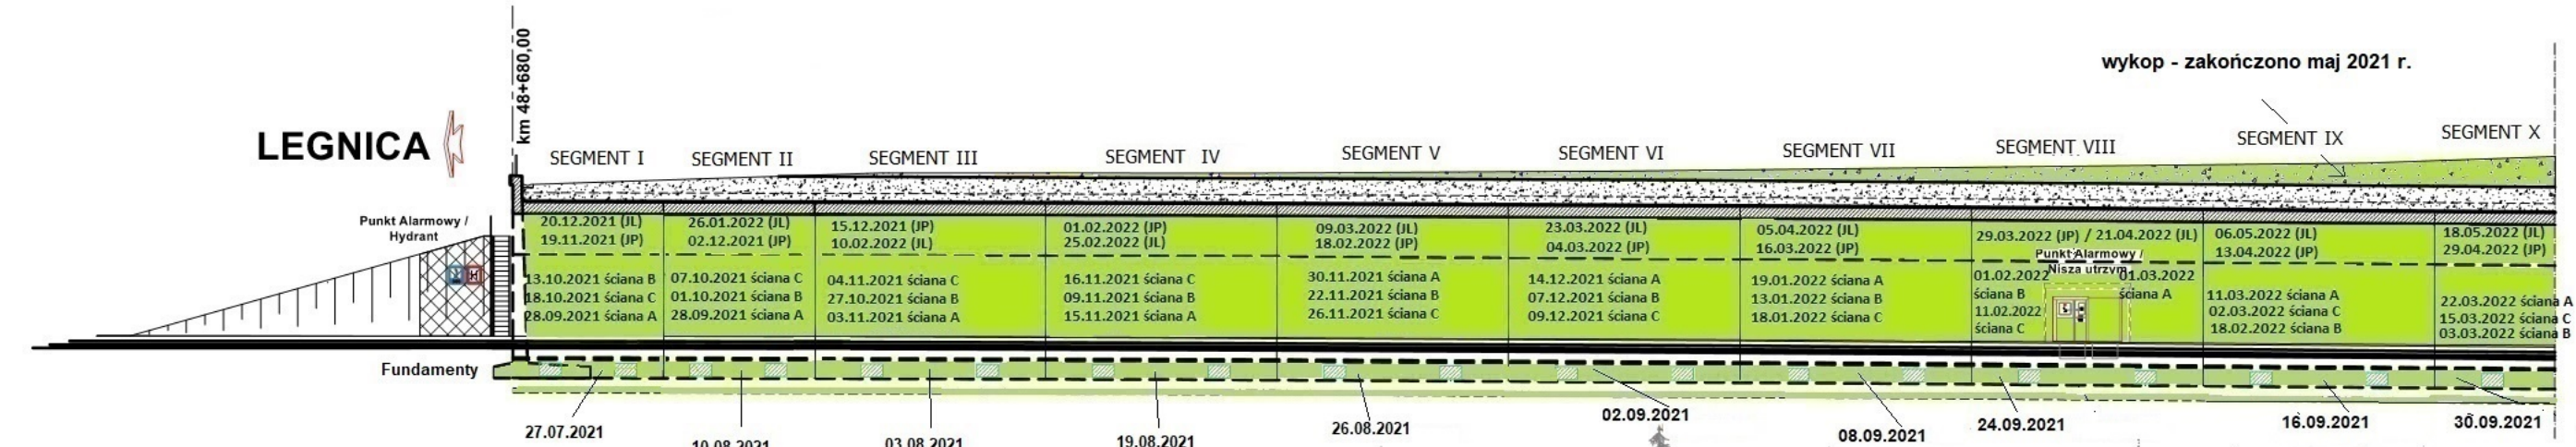 km 48+680,00
wykop - zakończono maj 2021 r.
LEGNICA
SEGMENT I
SEGMENT II
SEGMENT III
SEGMENT IV
SEGMENT V
SEGMENT VI
SEGMENT VII
SEGMENT VIII
SEGMENT IX
SEGMENT X
Punkt Alarmowy /
Hydrant
20.12.2021 (JL)
19.11.2021 (JP)
26.01.2022 (JL)
02.12.2021 (JP)
15.12.2021 (JP)
10.02.2022 (JL)
01.02.2022 (JP)
25.02.2022 (JL)
09.03.2022 (JL)
18.02.2022 (JP)
23.03.2022 (JL)
04.03.2022 (JP)
05.04.2022 (JL)
16.03.2022 (JP)
29.03.2022 (JP) / 21.04.2022 (JL)
06.05.2022 (JL)
13.04.2022 (JP)
18.05.2022 (JL)
29.04.2022 (JP)
13.10.2021 ściana B
18.10.2021 ściana C
28.09.2021 ściana A
07.10.2021 ściana C
01.10.2021 ściana B
28.09.2021 ściana A
04.11.2021 ściana C
27.10.2021 ściana B
03.11.2021 ściana A
16.11.2021 ściana C
09.11.2021 ściana B
15.11.2021 ściana A
30.11.2021 ściana A
22.11.2021 ściana B
26.11.2021 ściana C
14.12.2021 ściana A
07.12.2021 ściana B
09.12.2021 ściana C
19.01.2022 ściana A
13.01.2022 ściana B
18.01.2022 ściana C
Punkt Alarmowy /
Nisza utrzym.
01.02.2022
ściana B
11.02.2022
ściana C
01.03.2022
ściana A
11.03.2022 ściana A
02.03.2022 ściana C
18.02.2022 ściana B
22.03.2022 ściana A
15.03.2022 ściana C
03.03.2022 ściana B
Fundamenty
27.07.2021
10.08.2021
03.08.2021
19.08.2021
26.08.2021
02.09.2021
08.09.2021
24.09.2021
16.09.2021
30.09.2021